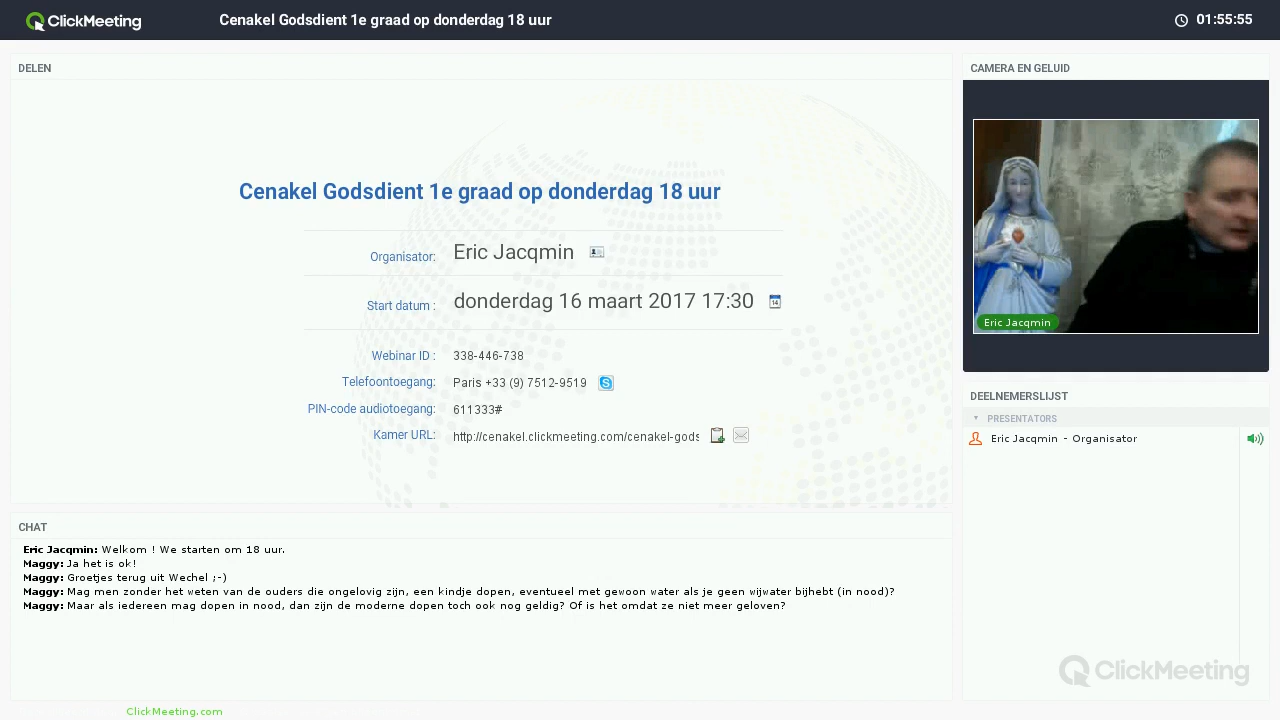 ClickMeeting
Cenakel Godsdient 1e graad op donderdag 18 uur
01:55:55
DELEN
Cenakel Godsdient 1e graad op donderdag 18 uur
Organisator: Eric Jacqmin
Start datum : donderdag 16 maart 2017 17:30
14
Webinar ID : 338-446-738
Telefoontoegang: Paris +33 (9) 7512-9519
PIN-code audiotoegang: 611333#
Kamer URL: http://cenakel.clickmeeting.com/cenakel-gods
CAMERA EN GELUID
Eric Jacqmin
DEELNEMERSLIJST
PRESENTATORS
Eric Jacqmin - Organisator
CHAT
Eric Jacqmin: Welkom ! We starten om 18 uur.
Maggy: Ja het is ok!
Maggy: Groetjes terug uit Wechel ;-)
Maggy: Mag men zonder het weten van de ouders die ongelovig zijn, een kindje dopen, eventueel met gewoon water als je geen wijwater bijhebt (in nood)?
Maggy: Maar als iedereen mag dopen in nood, dan zijn de moderne dopen toch ook nog geldig? Of is het omdat ze niet meer geloven?
ClickMeeting
ClickMeeting.com